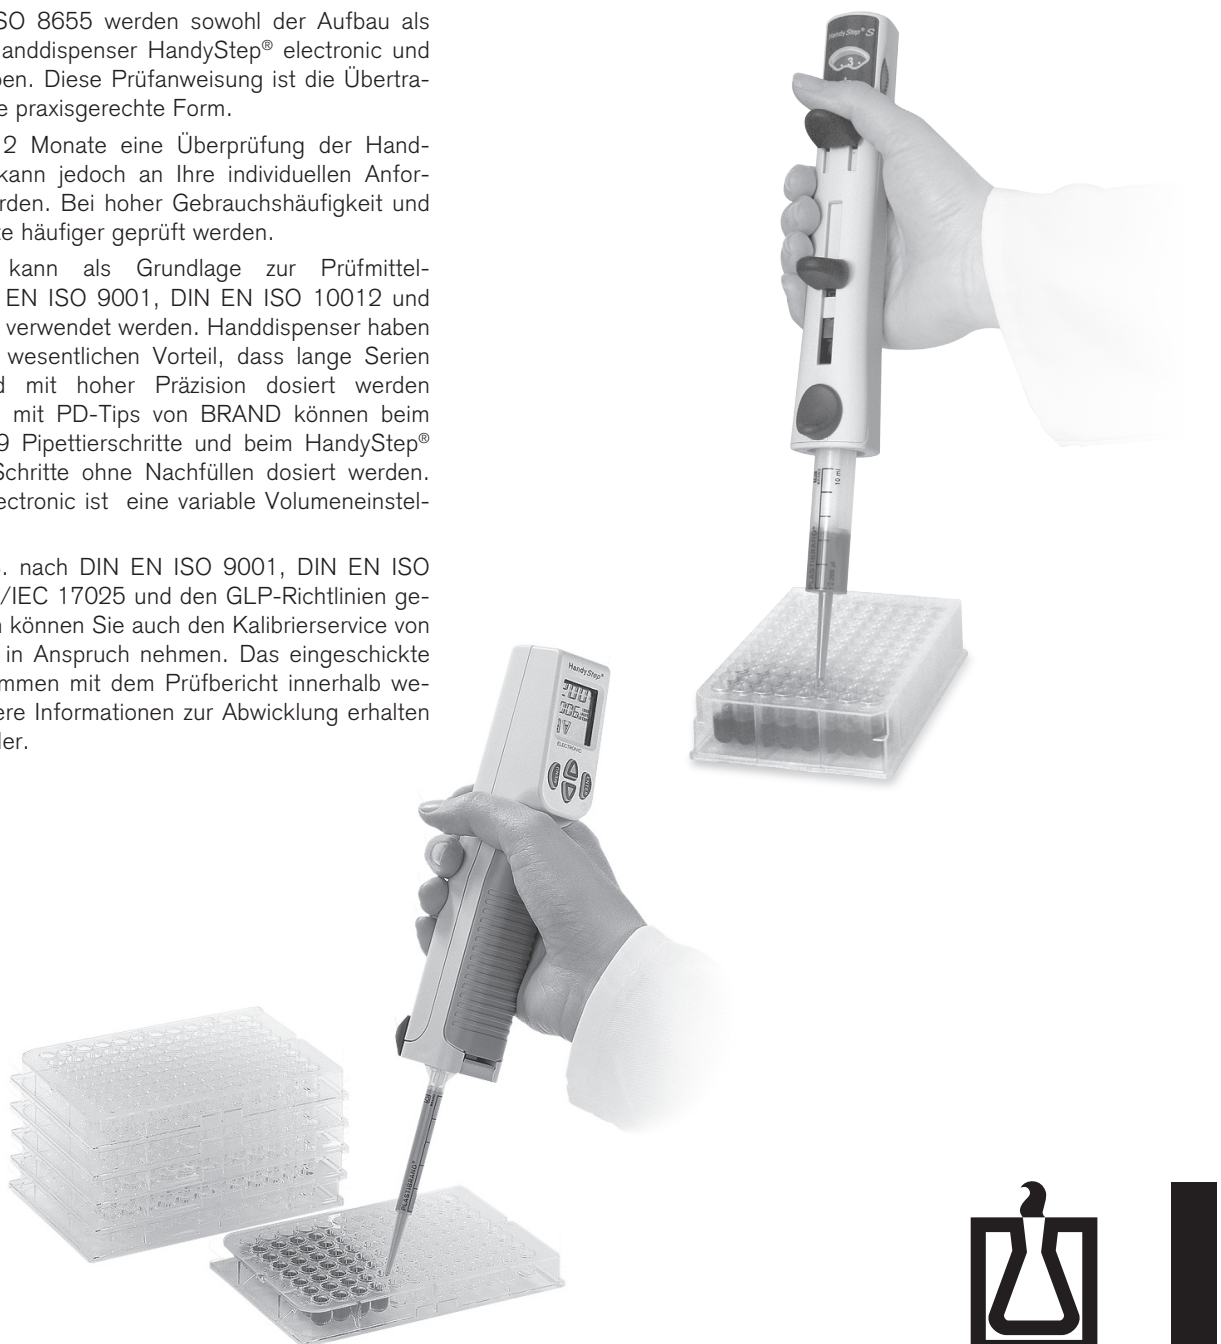 SO 8655 werden sowohl der Aufbau als
anddispenser HandyStep® electronic und
ben. Diese Prüfanweisung ist die Übertra-
e praxisgerechte Form.
2 Monate eine Überprüfung der Hand-
kann jedoch an Ihre individuellen Anfor-
rden. Bei hoher Gebrauchshäufigkeit und
te häufiger geprüft werden.
kann als Grundlage zur Prüfmittel-
EN ISO 9001, DIN EN ISO 10012 und
verwendet werden. Handdispenser haben
wesentlichen Vorteil, dass lange Serien
d mit hoher Präzision dosiert werden
mit PD-Tips von BRAND können beim
9 Pipettierschritte und beim HandyStep®
Schritte ohne Nachfüllen dosiert werden.
ectronic ist eine variable Volumeneinstel-
. nach DIN EN ISO 9001, DIN EN ISO
/IEC 17025 und den GLP-Richtlinien ge-
n können Sie auch den Kalibrierservice von
in Anspruch nehmen. Das eingeschickte
mmen mit dem Prüfbericht innerhalb we-
ere Informationen zur Abwicklung erhalten
ler.
HandyStep® S
3
10 ml
PLASTIBRAND®
HandyStep®
ELECTRONIC
PLASTIBRAND®